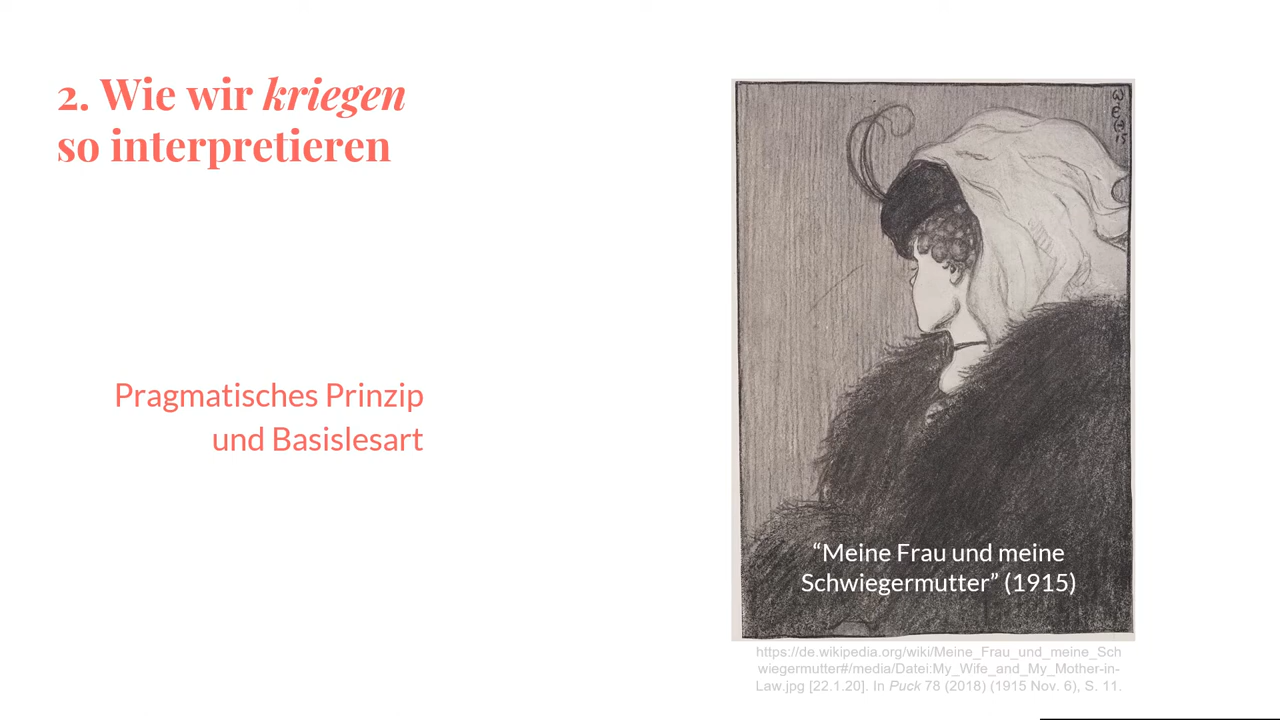 2. Wie wir kriegen
so interpretieren
Pragmatisches Prinzip
und Basislesart
W
E
H
15
“Meine Frau und meine
Schwiegermutter” (1915)
https://de.wikipedia.org/wiki/Meine_Frau_und_meine_Sch
wiegermutter#/media/Datei:My_Wife_and_My_Mother-in-
Law.jpg [22.1.20]. In Puck 78 (2018) (1915 Nov. 6), S. 11.